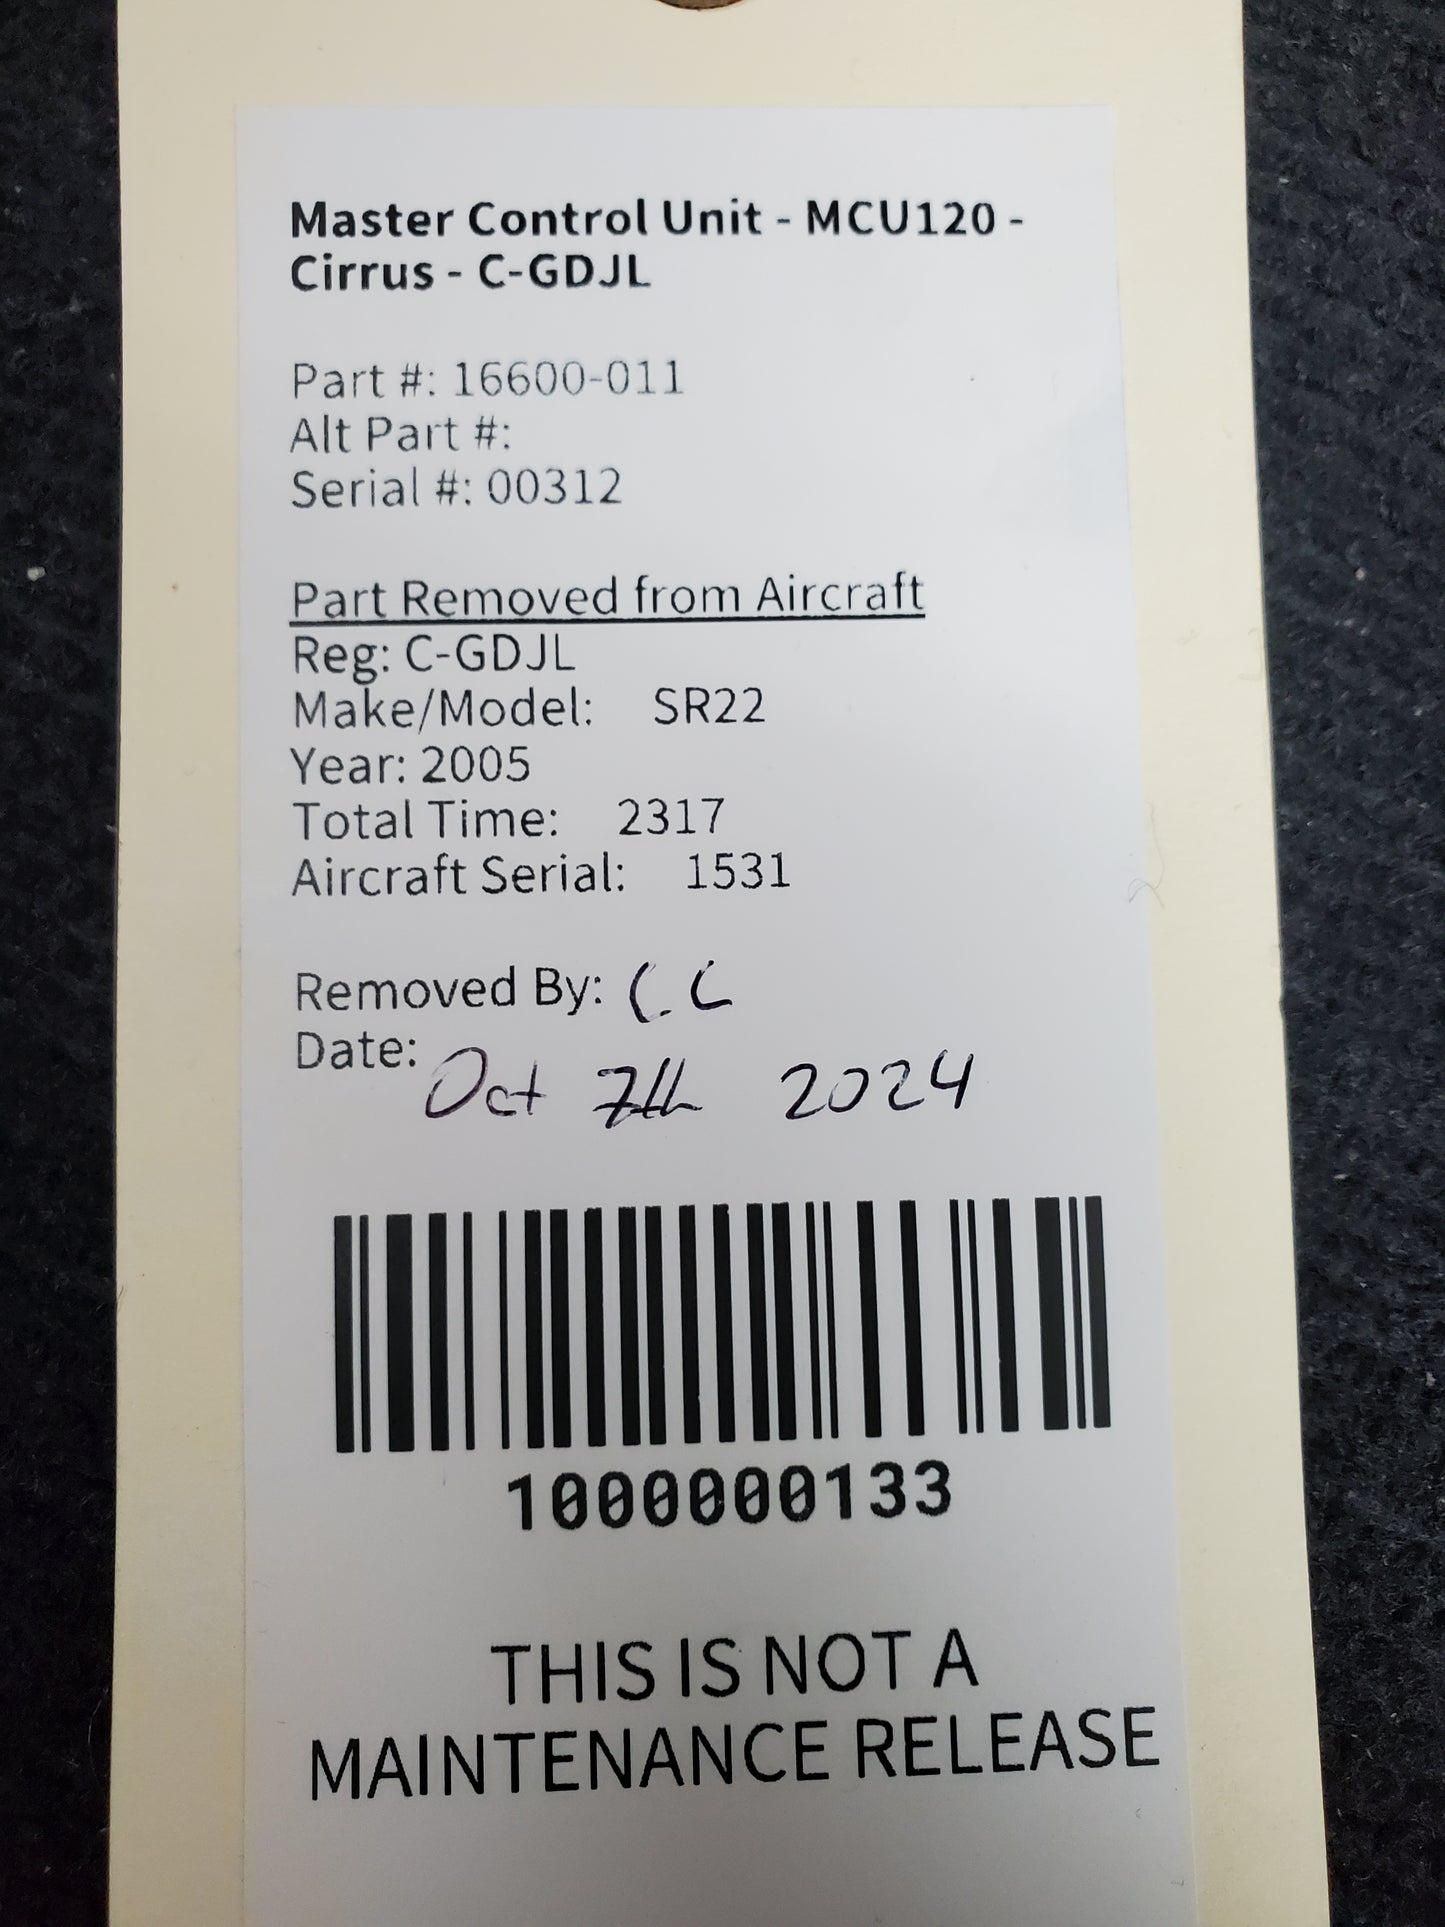 Master Control Unit - MCU120 -
Cirrus - C-GDJL
Part #: 16600-011
Alt Part #:
Serial #: 00312
Part Removed from Aircraft
Reg: C-GDJL
Make/Model: SR22
Year: 2005
Total Time: 2317
Aircraft Serial: 1531
Removed By: C.C
Date: Oct 7th 2024
1000000133
THIS IS NOT A
MAINTENANCE RELEASE